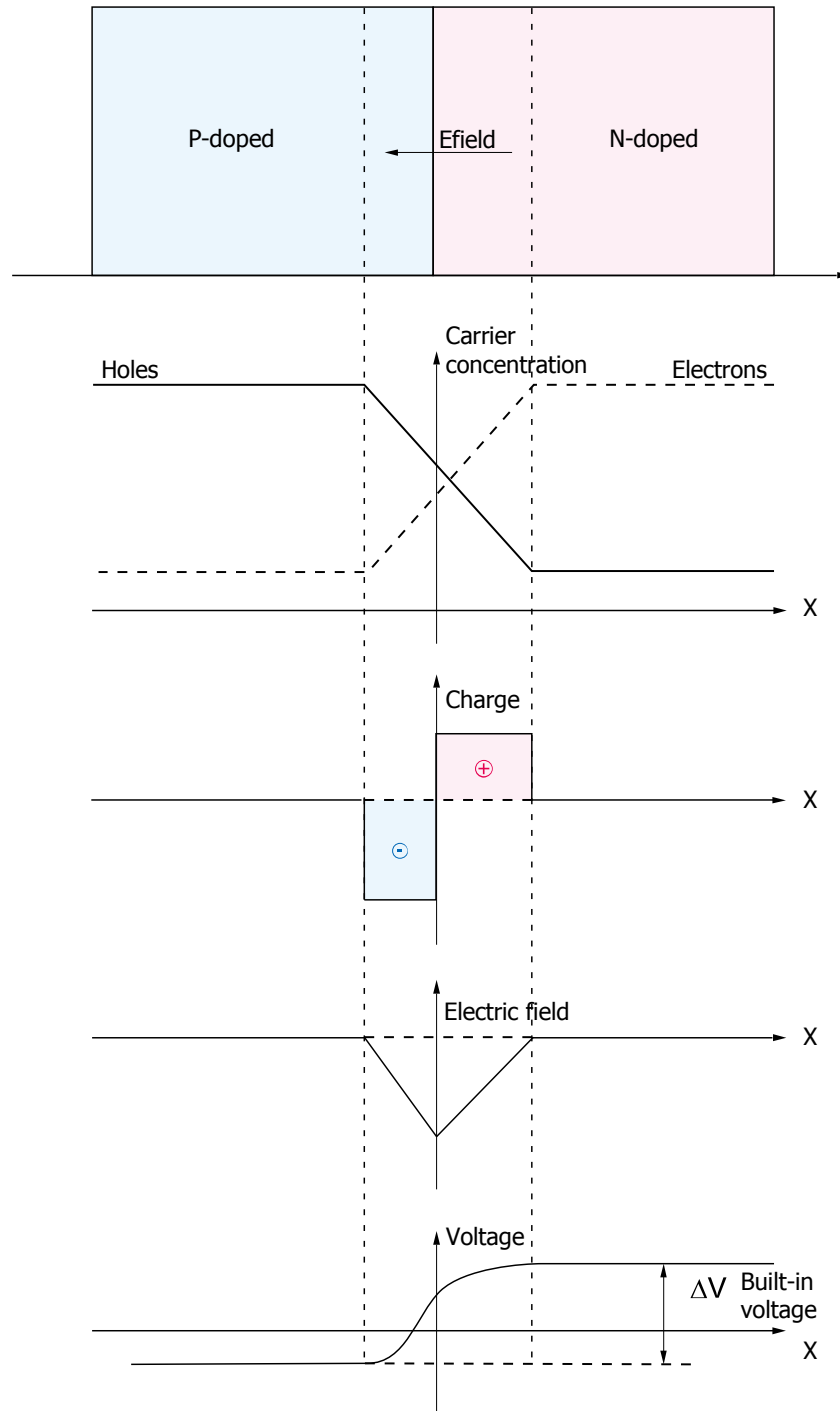 P-doped
Efield
N-doped
Carrier
concentration
Holes
Electrons
X
Charge
+
-
X
Electric field
X
Voltage
ΔV
Built-in
voltage
X